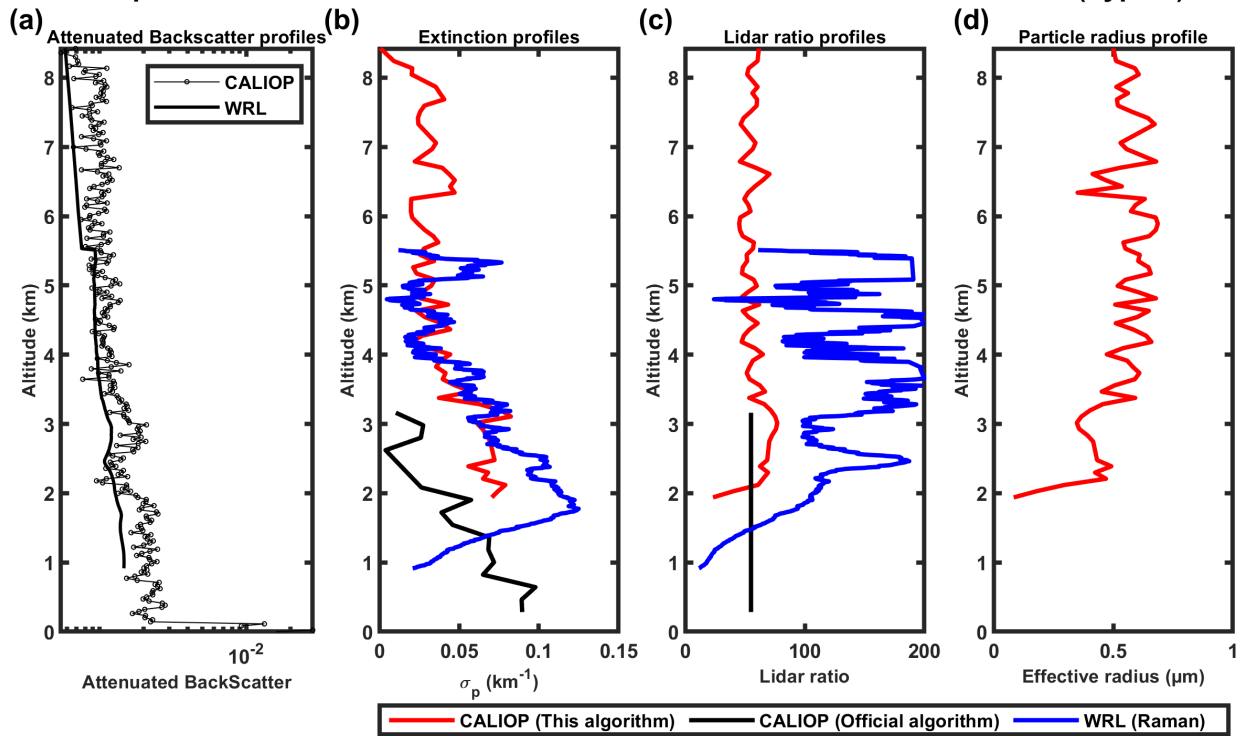 (a) (b) (c) (d)
Attenuated Backscatter profiles Extinction profiles Lidar ratio profiles Particle radius profile
CALIOP
WRL
Altitude (km)
8
7
6
5
4
3
2
1
0
10-2
Attenuated BackScatter
Altitude (km)
8
7
6
5
4
3
2
1
0
0 0.05 0.1 0.15
σp (km-1)
Altitude (km)
8
7
6
5
4
3
2
1
0
0 100 200
Lidar ratio
Altitude (km)
8
7
6
5
4
3
2
1
0
0 0.5 1
Effective radius (μm)
CALIOP (This algorithm) CALIOP (Official algorithm) WRL (Raman)